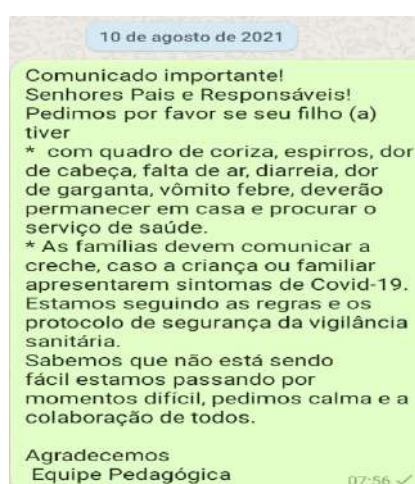 10 de agosto de 2021
Comunicado importante!
Senhores Pais e Responsáveis!
Pedimos por favor se seu filho (a)
tiver
* com quadro de coriza, espirros, dor
de cabeça, falta de ar, diarreia, dor
de garganta, vômito febre, deverão
permanecer em casa e procurar o
serviço de saúde.
* As famílias devem comunicar a
creche, caso a criança ou familiar
apresentarem sintomas de Covid-19.
Estamos seguindo as regras e os
protocolo de segurança da vigilância
sanitária.
Sabemos que não está sendo
fácil estamos passando por
momentos difícil, pedimos calma e a
colaboração de todos.
Agradecemos
Equipe Pedagógica
07:56